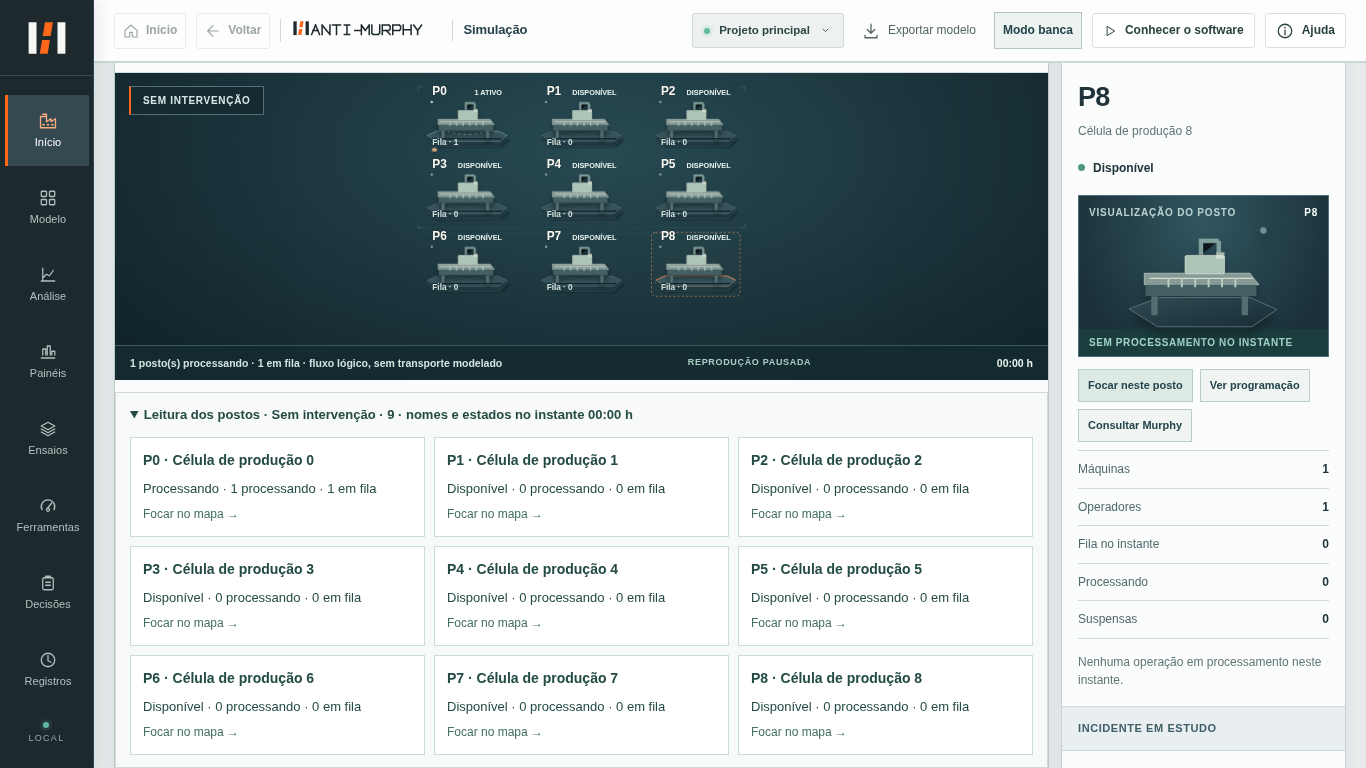 Início
Voltar
ANTI-MURPHY
Simulação
Projeto principal
Exportar modelo
Modo banca
Conhecer o software
Ajuda
Início
Modelo
Análise
Painéis
Ensaios
Ferramentas
Decisões
Registros
LOCAL
SEM INTERVENÇÃO
P0 1 ATIVO
Fila · 1
P1 DISPONÍVEL
Fila · 0
P2 DISPONÍVEL
Fila · 0
P3 DISPONÍVEL
Fila · 0
P4 DISPONÍVEL
Fila · 0
P5 DISPONÍVEL
Fila · 0
P6 DISPONÍVEL
Fila · 0
P7 DISPONÍVEL
Fila · 0
P8 DISPONÍVEL
Fila · 0
1 posto(s) processando · 1 em fila · fluxo lógico, sem transporte modelado
REPRODUÇÃO PAUSADA
00:00 h
▼ Leitura dos postos · Sem intervenção · 9 · nomes e estados no instante 00:00 h
P0 · Célula de produção 0
Processando · 1 processando · 1 em fila
Focar no mapa →
P1 · Célula de produção 1
Disponível · 0 processando · 0 em fila
Focar no mapa →
P2 · Célula de produção 2
Disponível · 0 processando · 0 em fila
Focar no mapa →
P3 · Célula de produção 3
Disponível · 0 processando · 0 em fila
Focar no mapa →
P4 · Célula de produção 4
Disponível · 0 processando · 0 em fila
Focar no mapa →
P5 · Célula de produção 5
Disponível · 0 processando · 0 em fila
Focar no mapa →
P6 · Célula de produção 6
Disponível · 0 processando · 0 em fila
Focar no mapa →
P7 · Célula de produção 7
Disponível · 0 processando · 0 em fila
Focar no mapa →
P8 · Célula de produção 8
Disponível · 0 processando · 0 em fila
Focar no mapa →
P8
Célula de produção 8
Disponível
VISUALIZAÇÃO DO POSTO P8
SEM PROCESSAMENTO NO INSTANTE
Focar neste posto
Ver programação
Consultar Murphy
Máquinas 1
Operadores 1
Fila no instante 0
Processando 0
Suspensas 0
Nenhuma operação em processamento neste
instante.
INCIDENTE EM ESTUDO